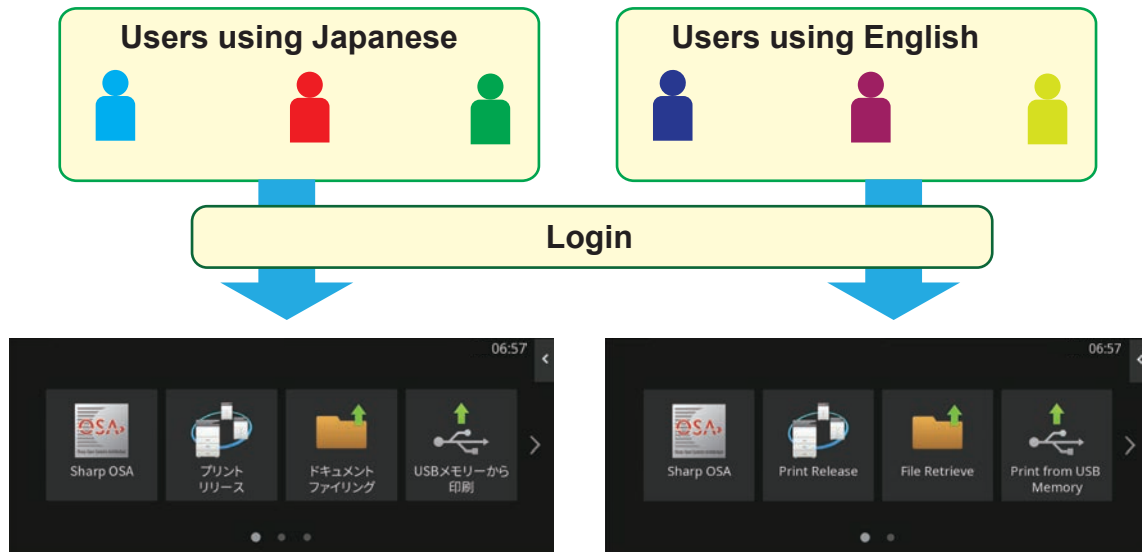 Users using Japanese
Users using English
Login
06:57
OSA
Sharp OSA
プリント
リリース
ドキュメント
ファイリング
USBメモリーから
印刷
06:57
OSA
Sharp OSA
Print Release
File Retrieve
Print from USB
Memory